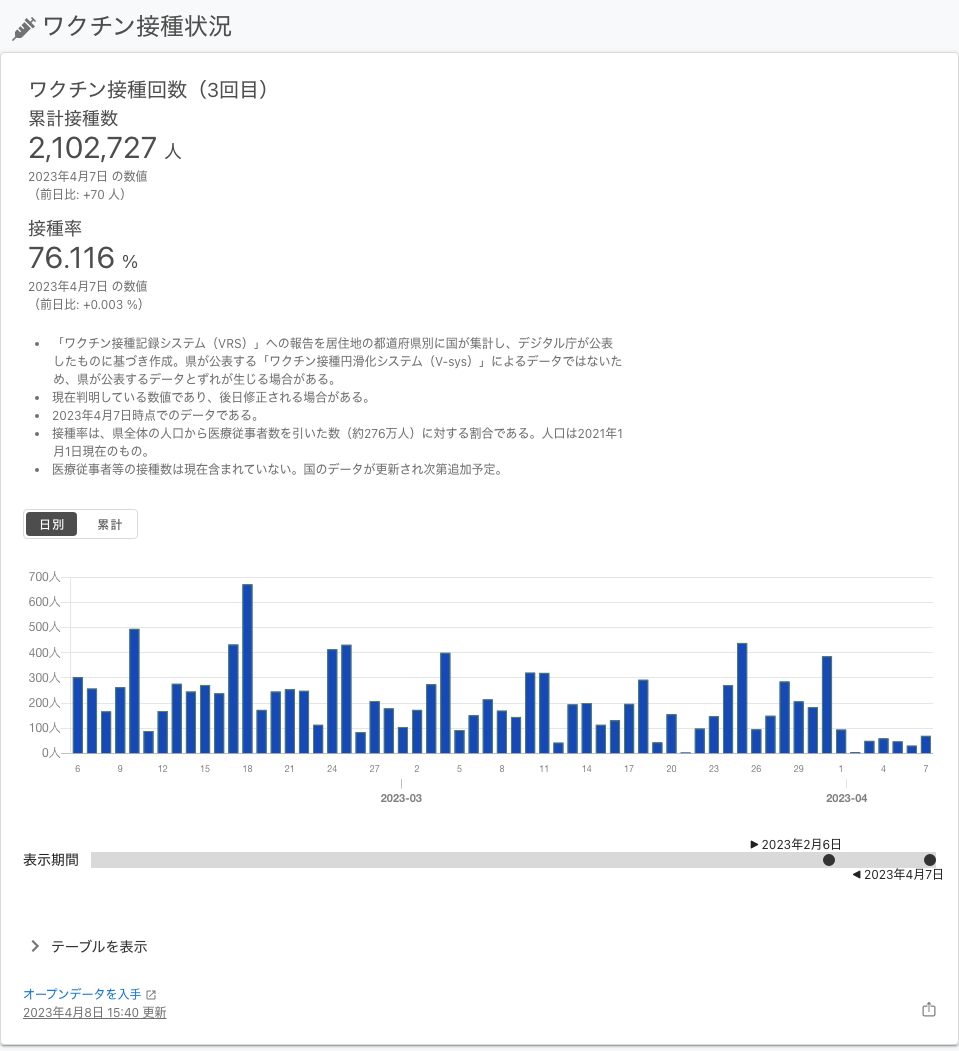 ワクチン接種状況
ワクチン接種回数（3回目）
累計接種数
2,102,727 人
2023年4月7日 の数値
（前日比: +70 人）
接種率
76.116 %
2023年4月7日 の数値
（前日比: +0.003 %）
• 「ワクチン接種記録システム（VRS）」への報告を居住地の都道府県別に国が集計し、デジタル庁が公表
したものに基づき作成。県が公表する「ワクチン接種円滑化システム（V-sys）」によるデータではないた
め、県が公表するデータとずれが生じる場合がある。
• 現在判明している数値であり、後日修正される場合がある。
• 2023年4月7日時点でのデータである。
• 接種率は、県全体の人口から医療従事者数を引いた数（約276万人）に対する割合である。人口は2021年1
月1日現在のもの。
• 医療従事者等の接種数は現在含まれていない。国のデータが更新され次第追加予定。
日別 累計
700人
600人
500人
400人
300人
200人
100人
0人
6 9 12 15 18 21 24 27 2 5 8 11 14 17 20 23 26 29 1 4 7
2023-03 2023-04
▶ 2023年2月6日
表示期間
◀ 2023年4月7日
テーブルを表示
オープンデータを入手
2023年4月8日 15:40 更新